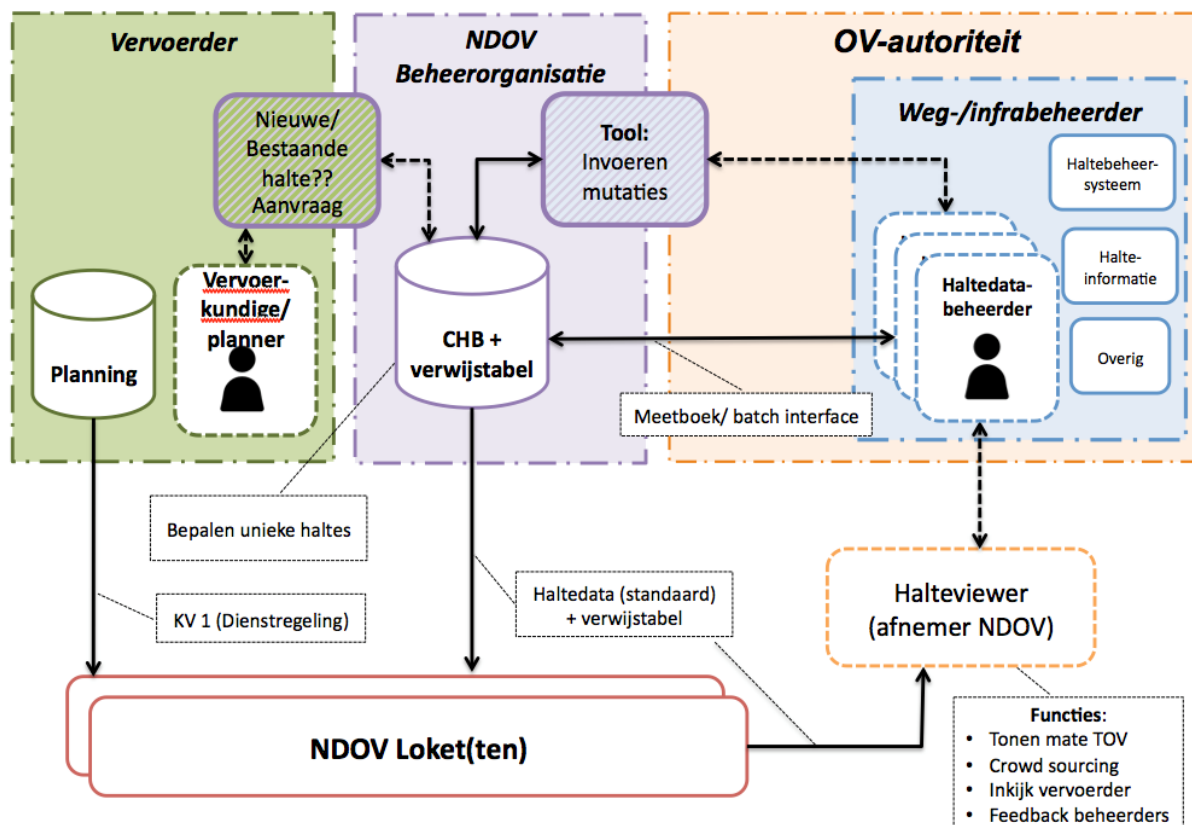 Vervoerder
NDOV
Beheerorganisatie
OV-autoriteit
Nieuwe/
Bestaande
halte??
Aanvraag
Tool:
Invoeren
mutaties
Weg-/infrabeheerder
Haltebeheer-
systeem
Halte-
informatie
Overig
Haltedata-
beheerder
Vervoer-
kundige/
planner
Planning
CHB +
verwijstabel
Meetboek/ batch interface
Bepalen unieke haltes
KV 1 (Dienstregeling)
Haltedata (standaard)
+ verwijstabel
Halteviewer
(afnemer NDOV)
NDOV Loket(ten)
Functies:
• Tonen mate TOV
• Crowd sourcing
• Inkijk vervoerder
• Feedback beheerders